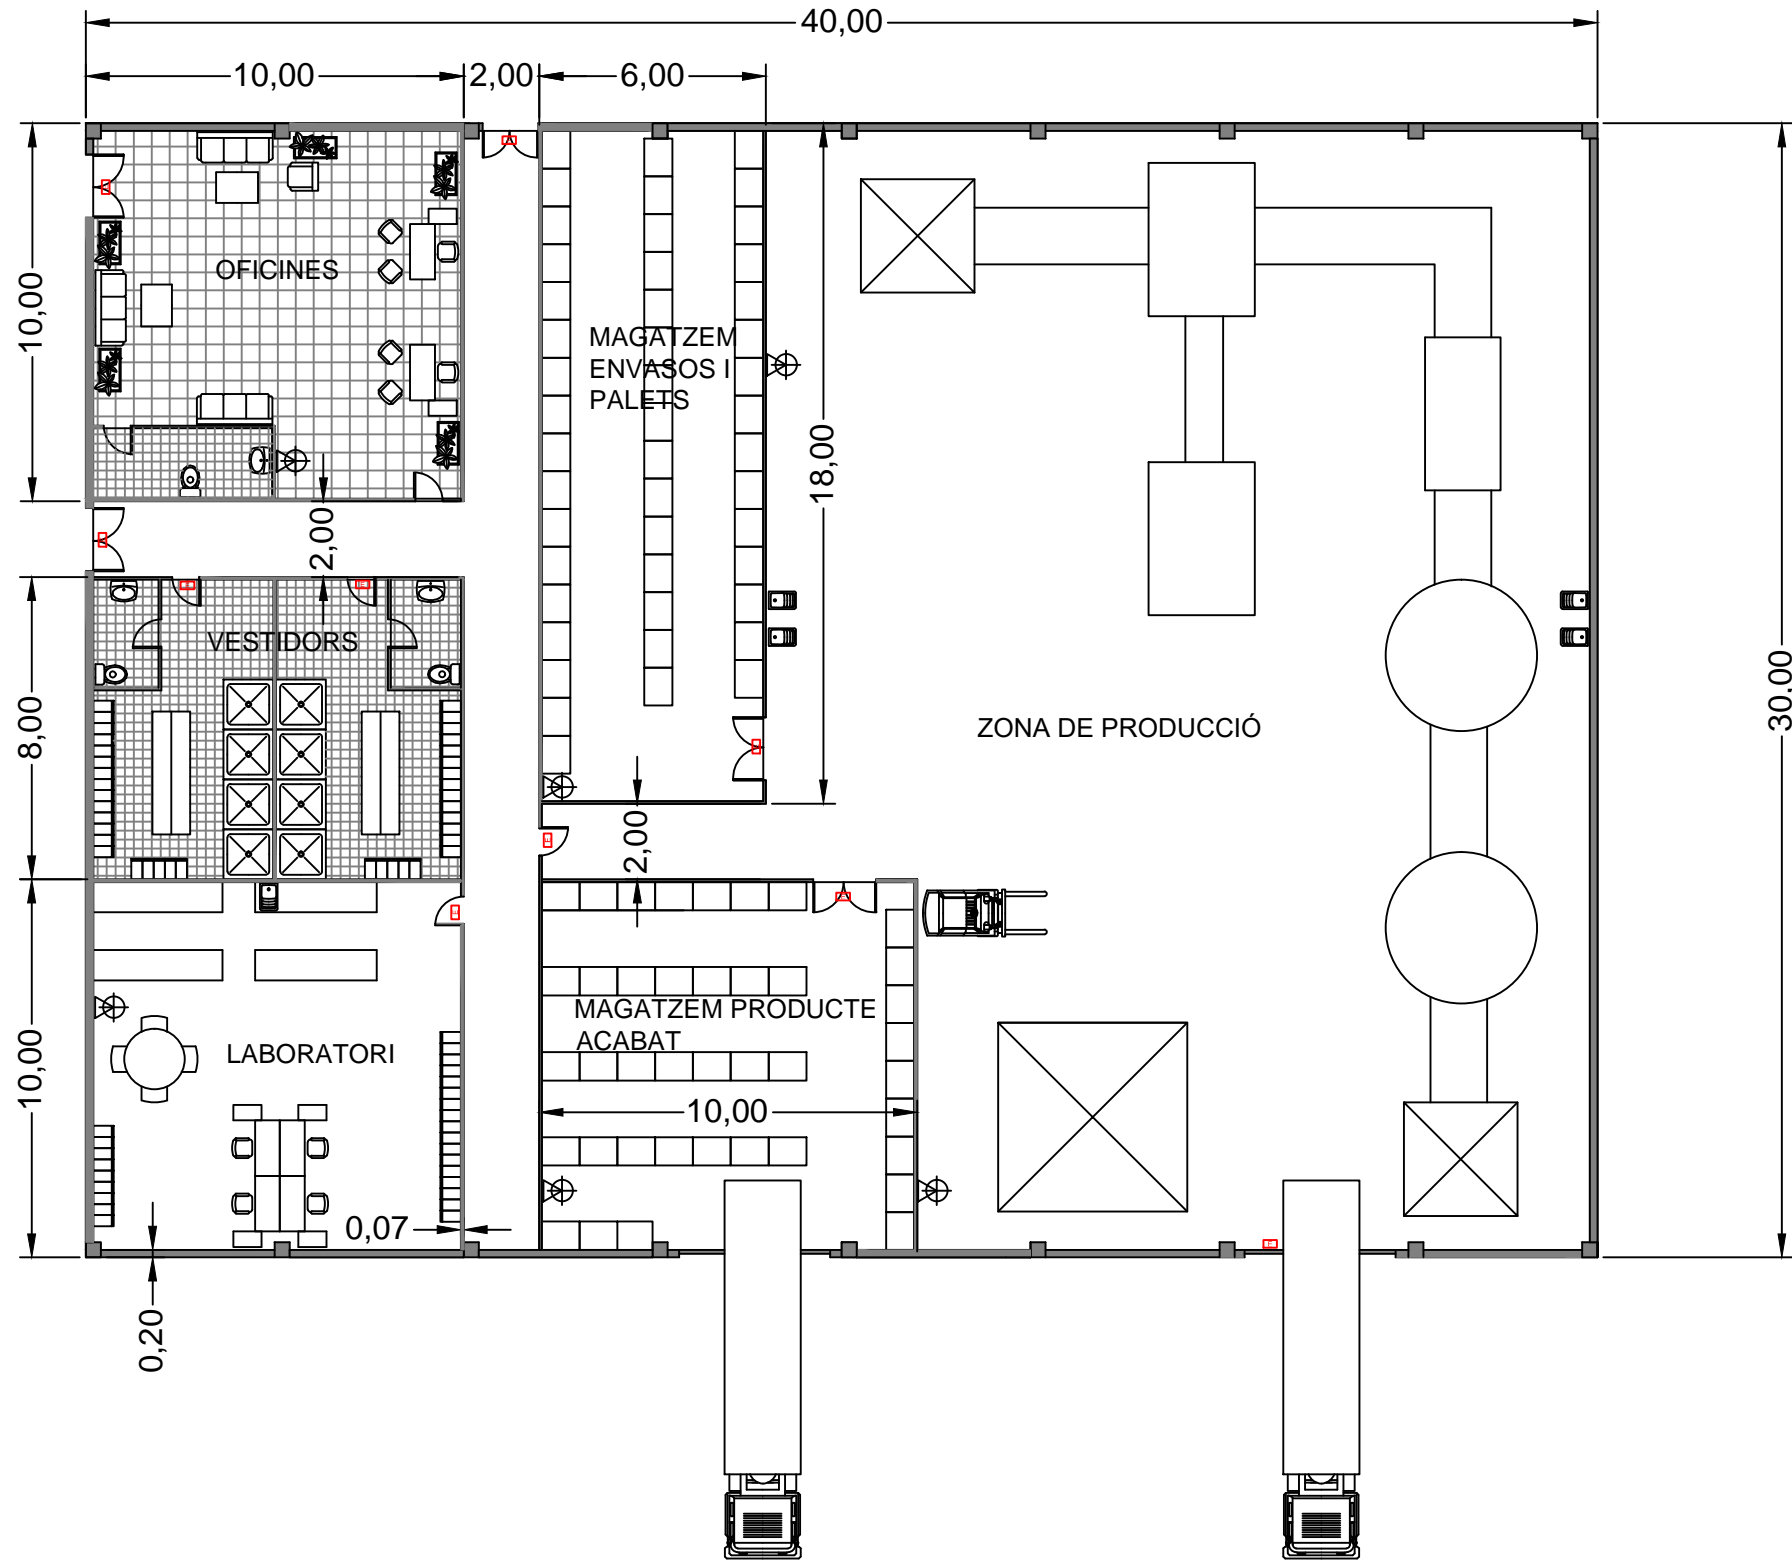 40,00
10,00
2,00
6,00
10,00
OFICINES
MAGATZEM
ENVASOS I
PALETS
18,00
2,00
VESTIDORS
8,00
ZONA DE PRODUCCIÓ
30,00
2,00
MAGATZEM PRODUCTE
ACABAT
LABORATORI
10,00
10,00
0,07
0,20